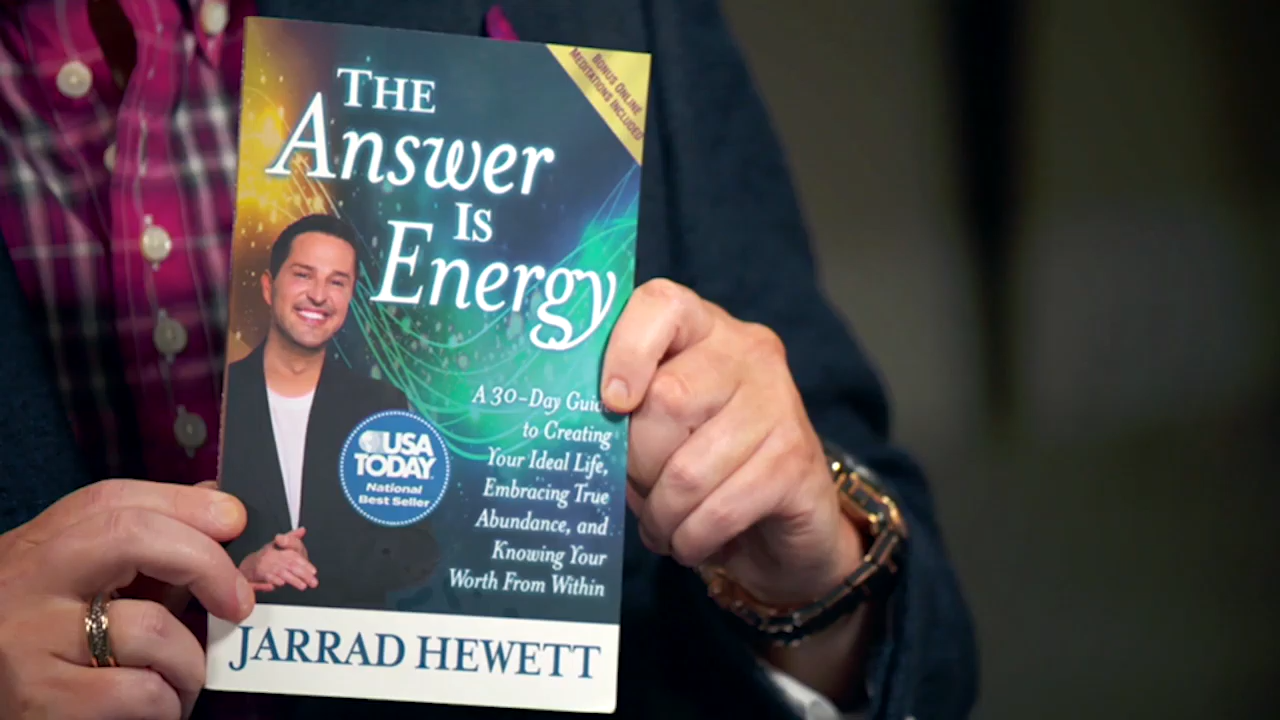 BONUS ONLINE
MEDITATIONS INCLUDED
THE
Answer
IS
Energy
A 30-Day Guide
to Creating
Your Ideal Life,
Embracing True
Abundance, and
Knowing Your
Worth From Within
USA
TODAY
National
Best Seller
JARRAD HEWETT